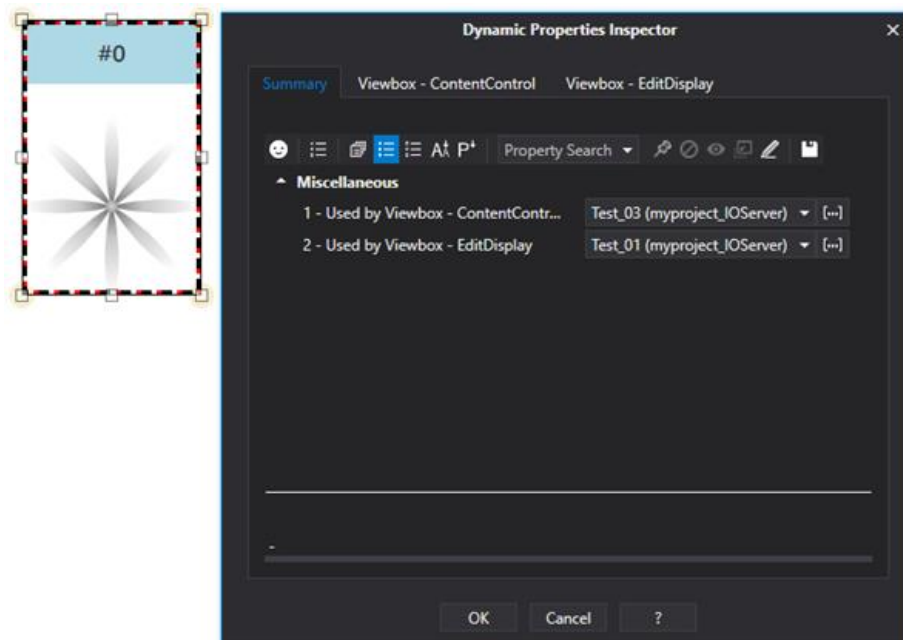 #0
Dynamic Properties Inspector
Summary Viewbox - ContentControl Viewbox - EditDisplay
Property Search
Miscellaneous
1 - Used by Viewbox - ContentContr... Test_03 (myproject_IOServer) [...]
2 - Used by Viewbox - EditDisplay Test_01 (myproject_IOServer) [...]
-
OK Cancel ?